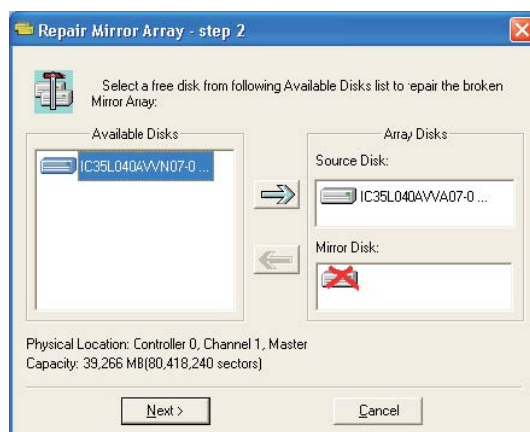 Repair Mirror Array - step 2
Select a free disk from following Available Disks list to repair the broken
Mirror Array:
Available Disks
IC35L040AVVN07-0 ...
Array Disks
Source Disk:
IC35L040AVVA07-0 ...
Mirror Disk:
Physical Location: Controller 0, Channel 1, Master
Capacity: 39,266 MB(80,418,240 sectors)
Next >
Cancel